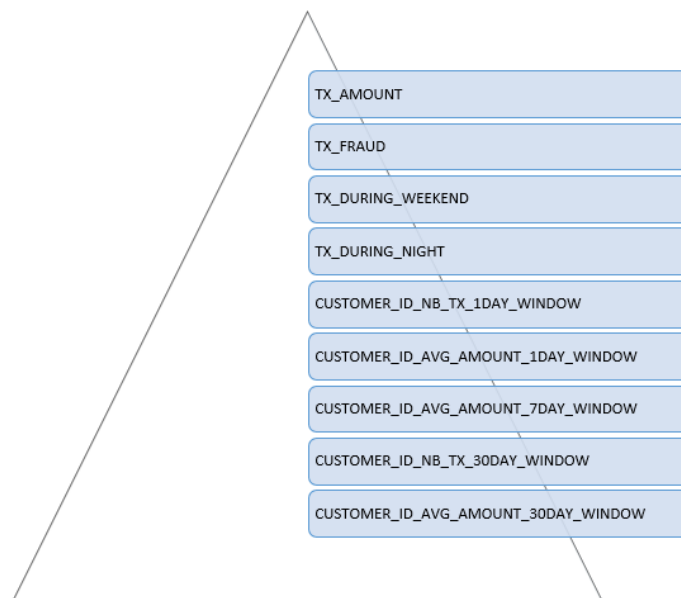 TX_AMOUNT
TX_FRAUD
TX_DURING_WEEKEND
TX_DURING_NIGHT
CUSTOMER_ID_NB_TX_1DAY_WINDOW
CUSTOMER_ID_AVG_AMOUNT_1DAY_WINDOW
CUSTOMER_ID_AVG_AMOUNT_7DAY_WINDOW
CUSTOMER_ID_NB_TX_30DAY_WINDOW
CUSTOMER_ID_AVG_AMOUNT_30DAY_WINDOW